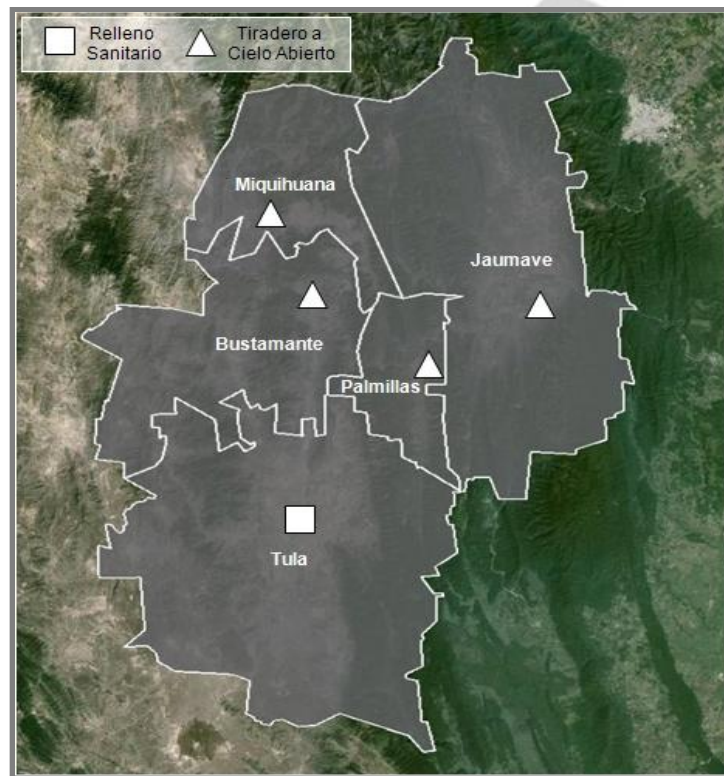 Relleno
Sanitario
Tiradero a
Cielo Abierto
Miquihuana
Jaumave
Bustamante
Palmillas
Tula